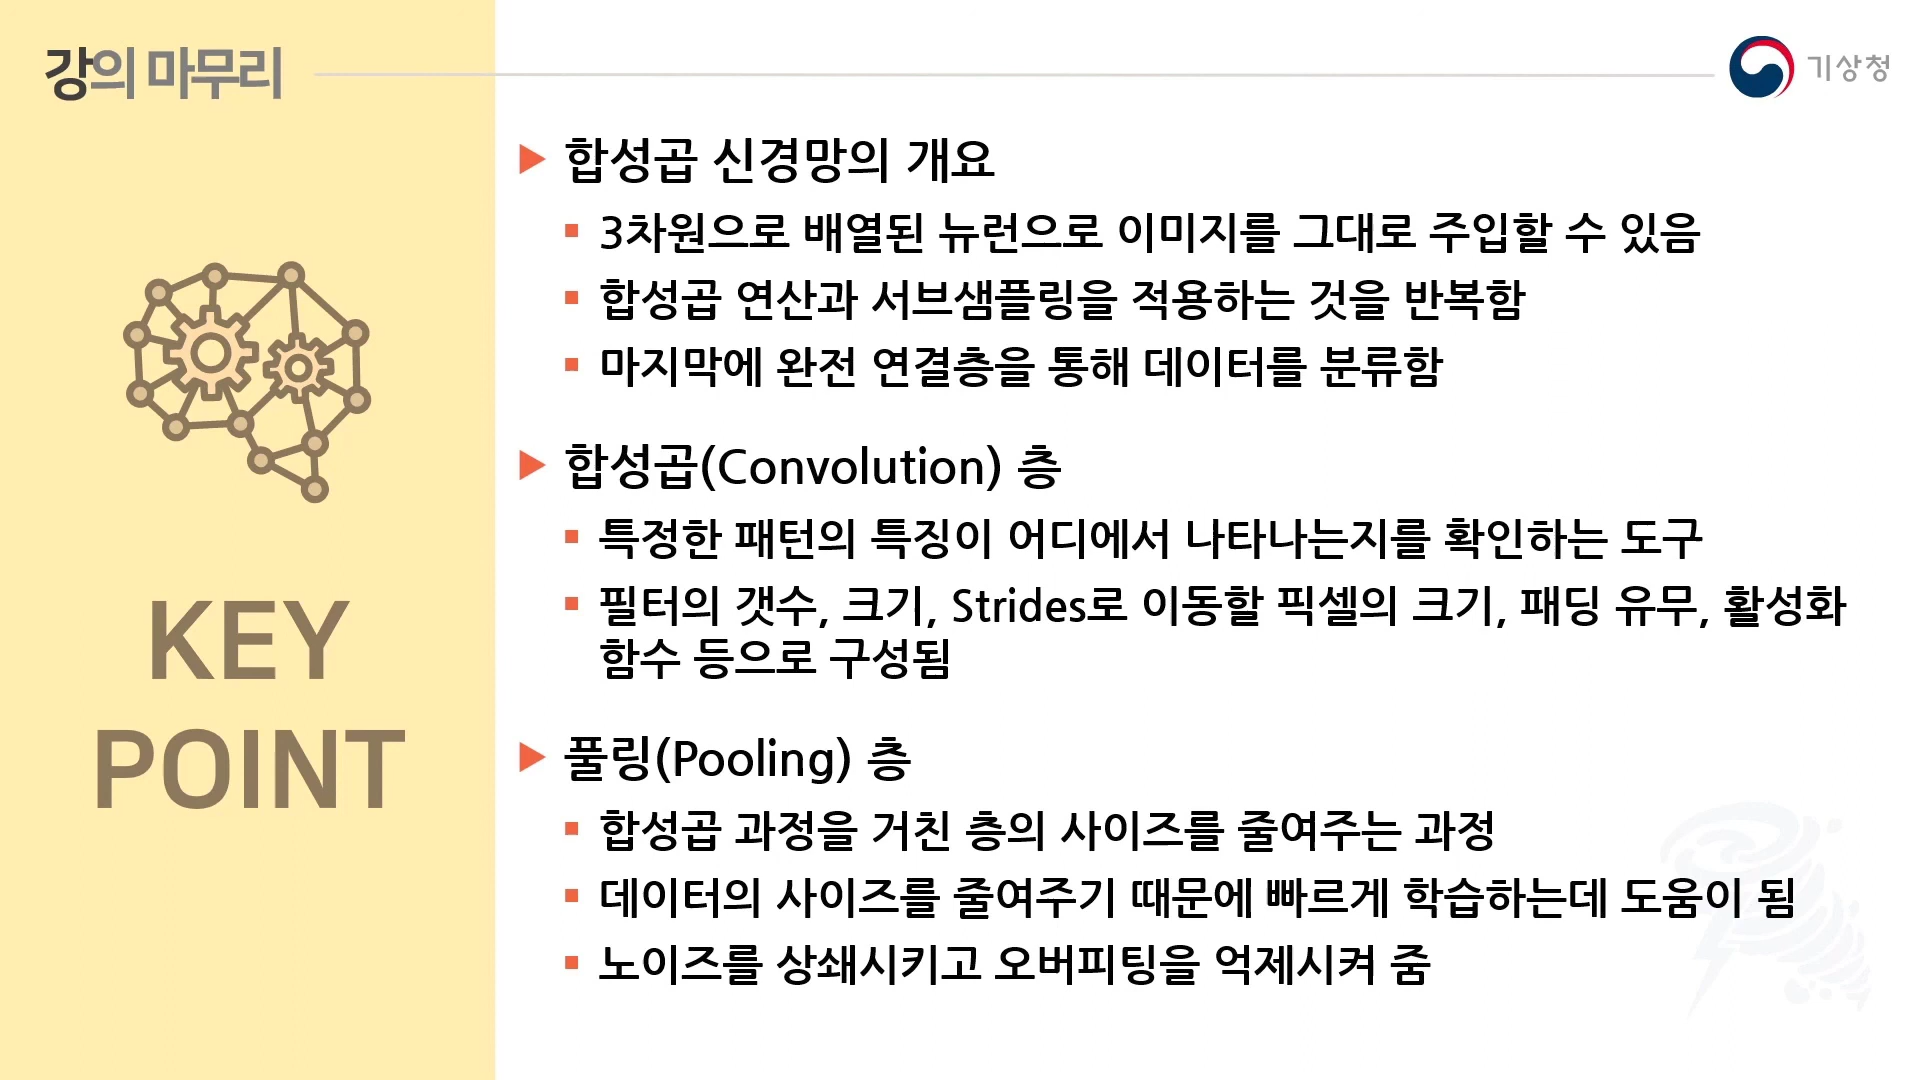 강의 마무리
기상청
KEY
POINT
▶ 합성곱 신경망의 개요
▪ 3차원으로 배열된 뉴런으로 이미지를 그대로 주입할 수 있음
▪ 합성곱 연산과 서브샘플링을 적용하는 것을 반복함
▪ 마지막에 완전 연결층을 통해 데이터를 분류함
▶ 합성곱(Convolution) 층
▪ 특정한 패턴의 특징이 어디에서 나타나는지를 확인하는 도구
▪ 필터의 갯수, 크기, Strides로 이동할 픽셀의 크기, 패딩 유무, 활성화
함수 등으로 구성됨
▶ 풀링(Pooling) 층
▪ 합성곱 과정을 거친 층의 사이즈를 줄여주는 과정
▪ 데이터의 사이즈를 줄여주기 때문에 빠르게 학습하는데 도움이 됨
▪ 노이즈를 상쇄시키고 오버피팅을 억제시켜 줌